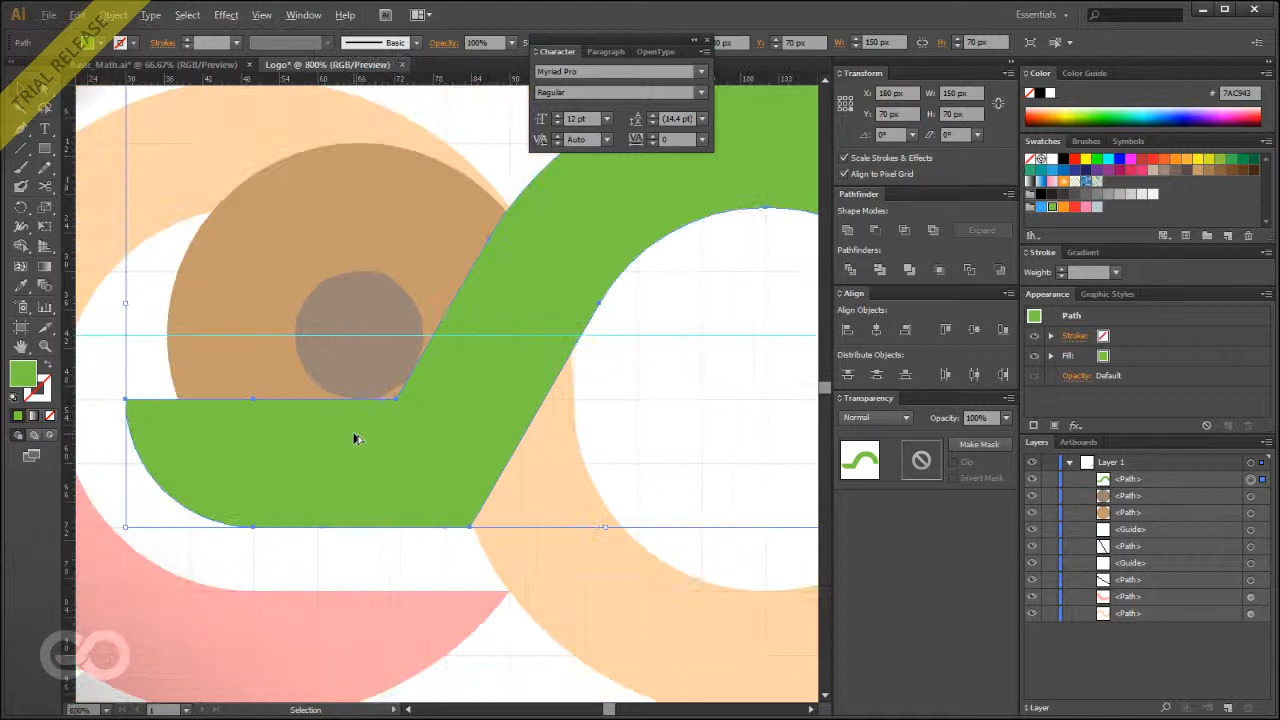 TRIAL RELEASE
Ai File Edit Object Type Select Effect View Window Help
Essentials
Path Stroke: Basic Opacity: 100% 60 px Y: 70 px W: 150 px H: 70 px
Basic_Math.ai* @ 66.67% (RGB/Preview) × Logo* @ 800% (RGB/Preview) ×
Character Paragraph OpenType
Myriad Pro
Regular
12 pt (14.4 pt)
Auto 0
Transform
X: 180 px W: 150 px
Y: 70 px H: 70 px
0° 0°
Scale Strokes & Effects
Align to Pixel Grid
Pathfinder
Shape Modes:
Expand
Pathfinders:
Align
Align Objects:
Distribute Objects:
Transparency
Normal Opacity: 100%
Make Mask
Clip
Invert Mask
Color Color Guide
# 7AC943
Swatches Brushes Symbols
Stroke Gradient
Weight:
Appearance Graphic Styles
Path
Stroke:
Fill:
Opacity: Default
Layers Artboards
Layer 1
<Path>
<Path>
<Path>
<Guide>
<Path>
<Guide>
<Path>
<Path>
<Path>
1 Layer
800% 1 Selection